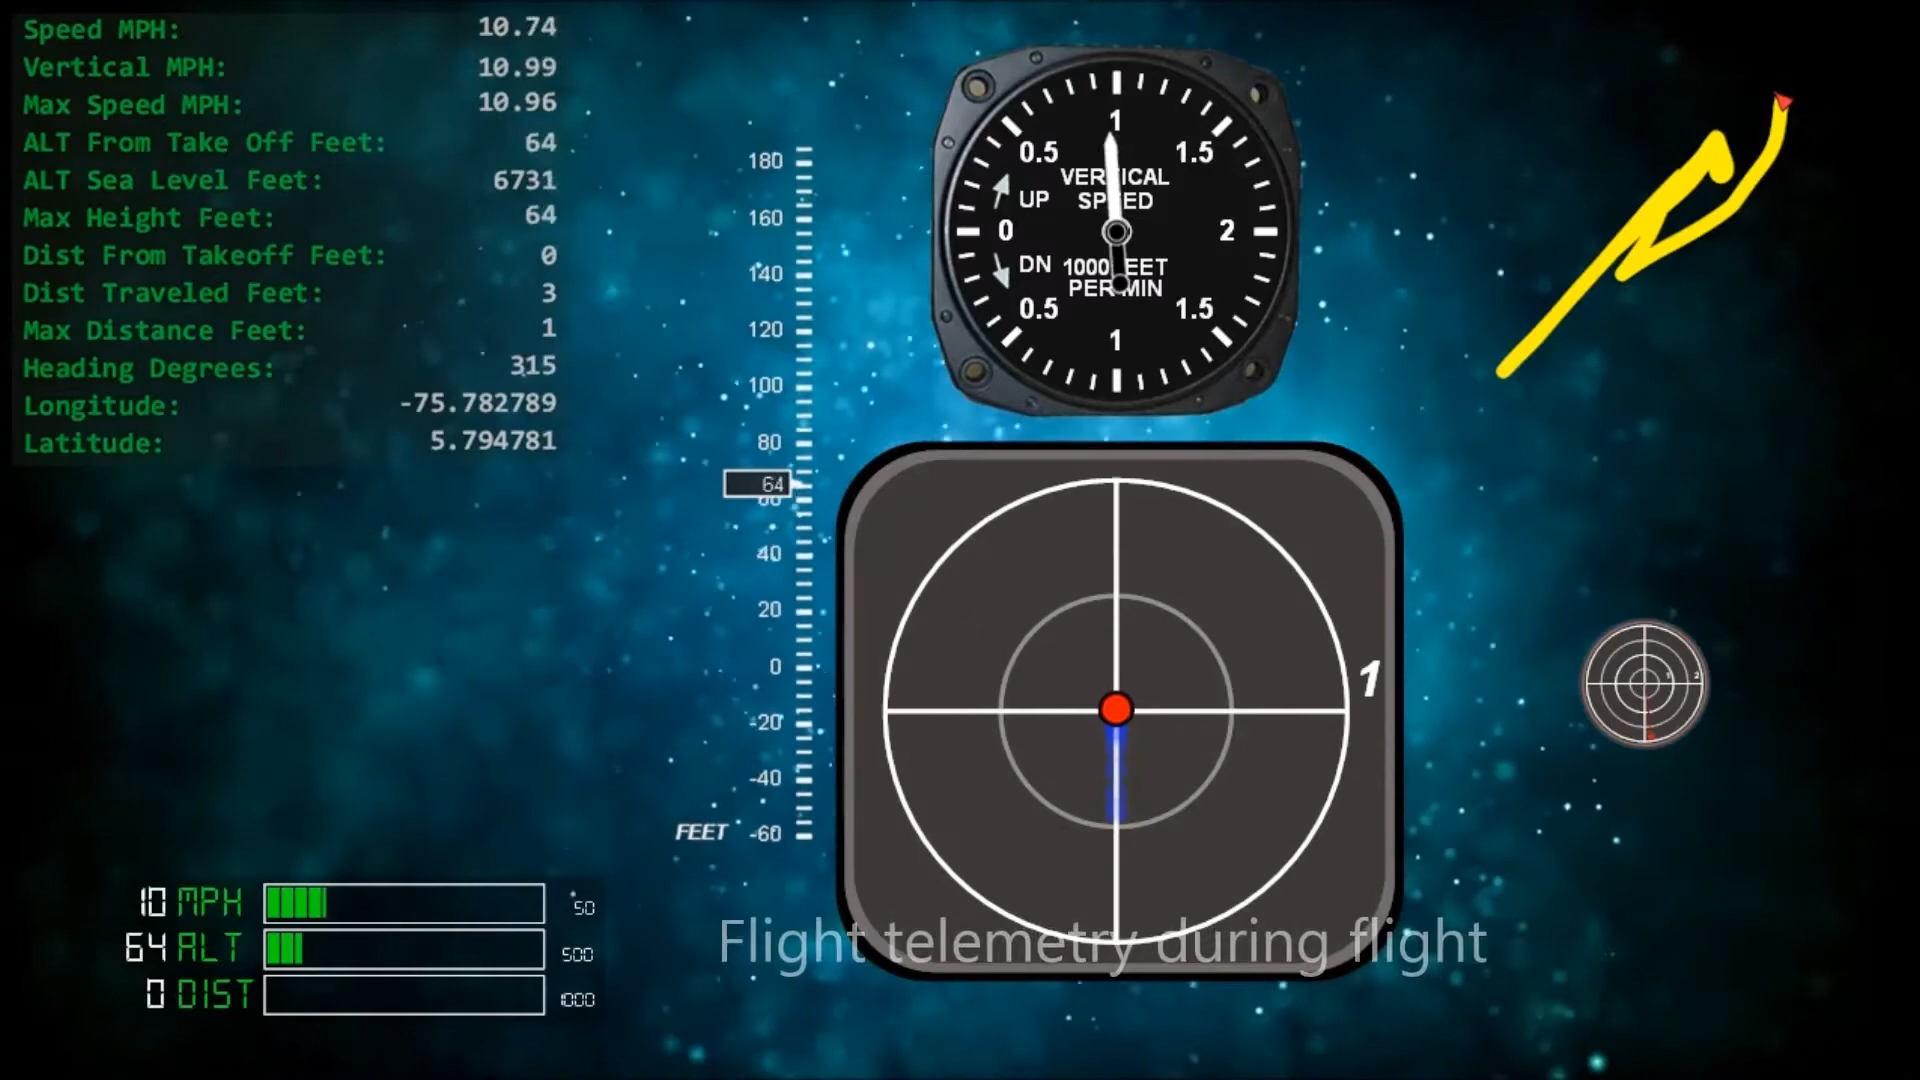 Speed MPH: 10.74
Vertical MPH: 10.99
Max Speed MPH: 10.96
ALT From Take Off Feet: 64
ALT Sea Level Feet: 6731
Max Height Feet: 64
Dist From Takeoff Feet: 0
Dist Traveled Feet: 3
Max Distance Feet: 1
Heading Degrees: 315
Longitude: -75.782789
Latitude: 5.794781
180
160
140
120
100
80
64
60
40
20
0
-20
-40
FEET -60
1
0.5 1.5
VERTICAL
UP SPEED
0 2
DN 1000 FEET
PER MIN
0.5 1.5
1
1
1 2
10 MPH 50
64 ALT 500
0 DIST 1000
Flight telemetry during flight